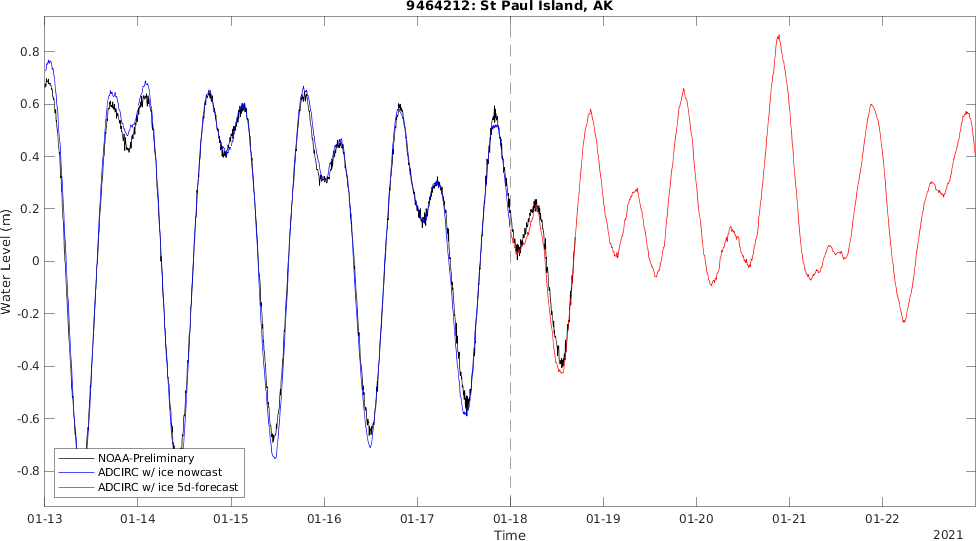 9464212: St Paul Island, AK
Water Level (m)
0.8
0.6
0.4
0.2
0
-0.2
-0.4
-0.6
-0.8
NOAA-Preliminary
ADCIRC w/ ice nowcast
ADCIRC w/ ice 5d-forecast
01-13 01-14 01-15 01-16 01-17 01-18 01-19 01-20 01-21 01-22
Time
2021